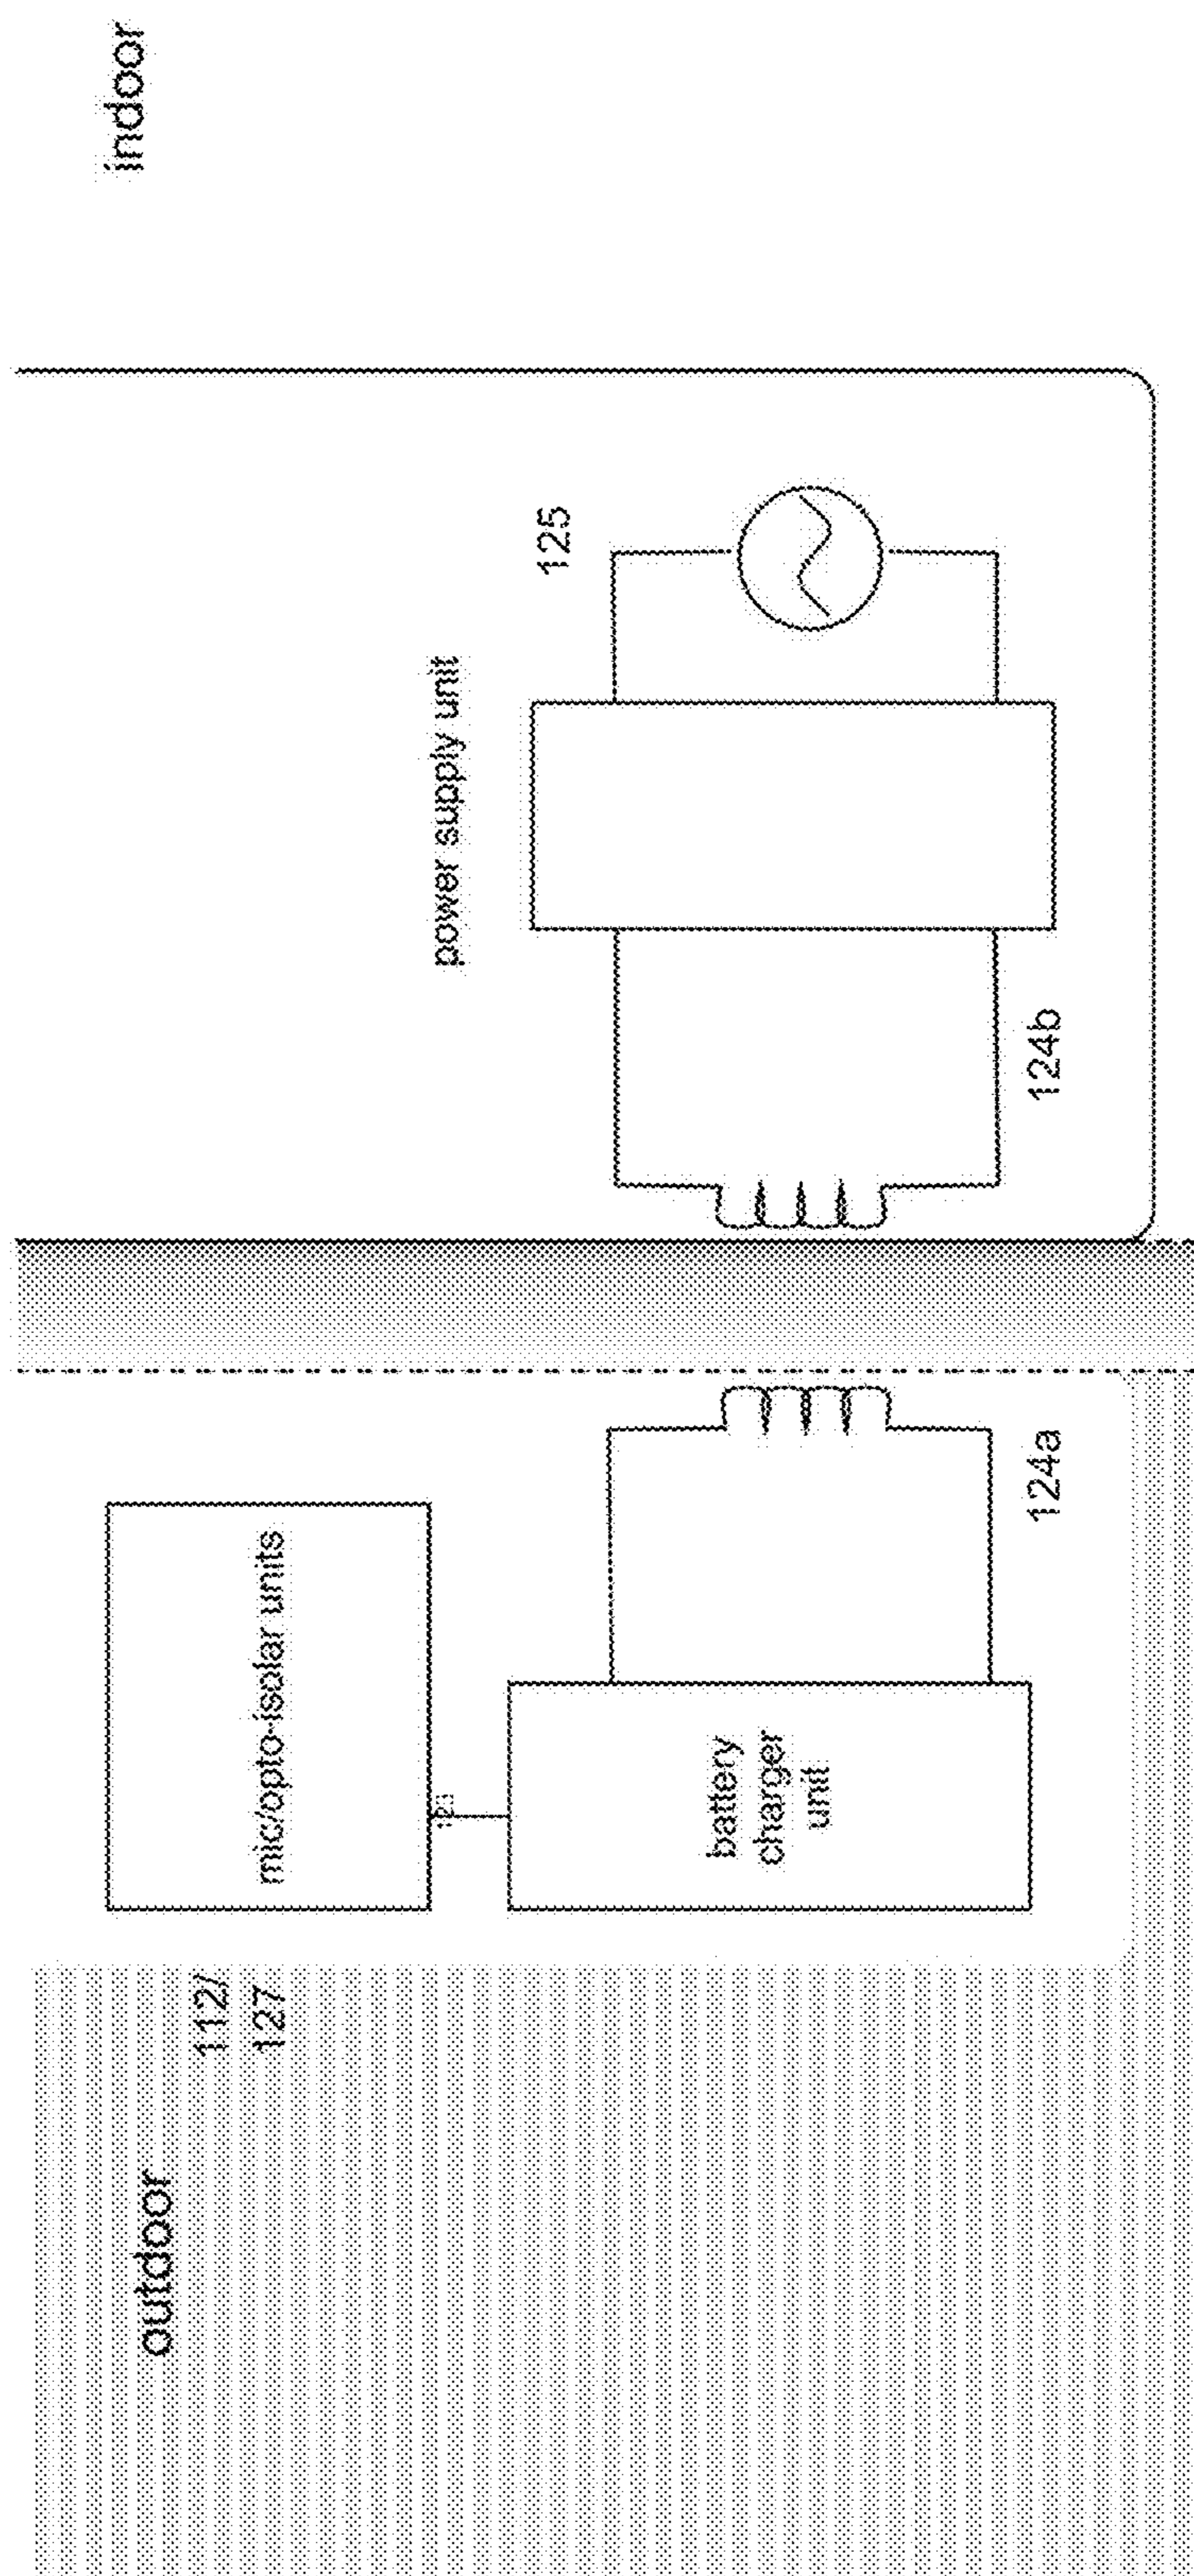 outdoor
indoor
112/
127
mic/opto-isolar units
battery
charger
unit
124a
power supply unit
125
124b